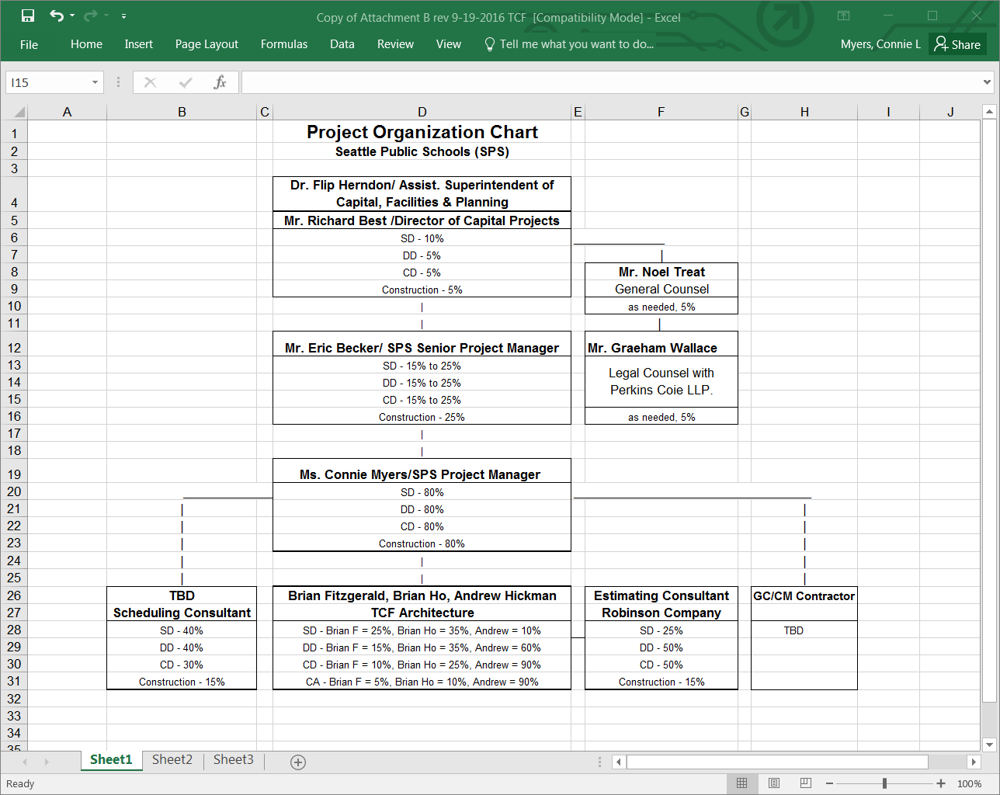 Copy of Attachment B rev 9-19-2016 TCF  [Compatibility Mode] - Excel
File Home Insert Page Layout Formulas Data Review View Tell me what you want to do... Myers, Connie L Share
I15 fx
A B C D E F G H I J
1 Project Organization Chart
2 Seattle Public Schools (SPS)
3
Dr. Flip Herndon/ Assist. Superintendent of
4 Capital, Facilities & Planning
5 Mr. Richard Best /Director of Capital Projects
6 SD - 10%
7 DD - 5%
8 CD - 5% Mr. Noel Treat
9 Construction - 5% General Counsel
10 as needed, 5%
11
12 Mr. Eric Becker/ SPS Senior Project Manager Mr. Graeham Wallace
13 SD - 15% to 25%
Legal Counsel with
14 DD - 15% to 25%
Perkins Coie LLP.
15 CD - 15% to 25%
16 Construction - 25% as needed, 5%
17
18
19 Ms. Connie Myers/SPS Project Manager
20 SD - 80%
21 DD - 80%
22 CD - 80%
23 Construction - 80%
24
25
26 TBD Brian Fitzgerald, Brian Ho, Andrew Hickman Estimating Consultant GC/CM Contractor
27 Scheduling Consultant TCF Architecture Robinson Company
28 SD - 40% SD - Brian F = 25%, Brian Ho = 35%, Andrew = 10% SD - 25% TBD
29 DD - 40% DD - Brian F = 15%, Brian Ho = 35%, Andrew = 60% DD - 50%
30 CD - 30% CD - Brian F = 10%, Brian Ho = 25%, Andrew = 90% CD - 50%
31 Construction - 15% CA - Brian F = 5%, Brian Ho = 10%, Andrew = 90% Construction - 15%
32
33
34
35
Sheet1 Sheet2 Sheet3
Ready 100%